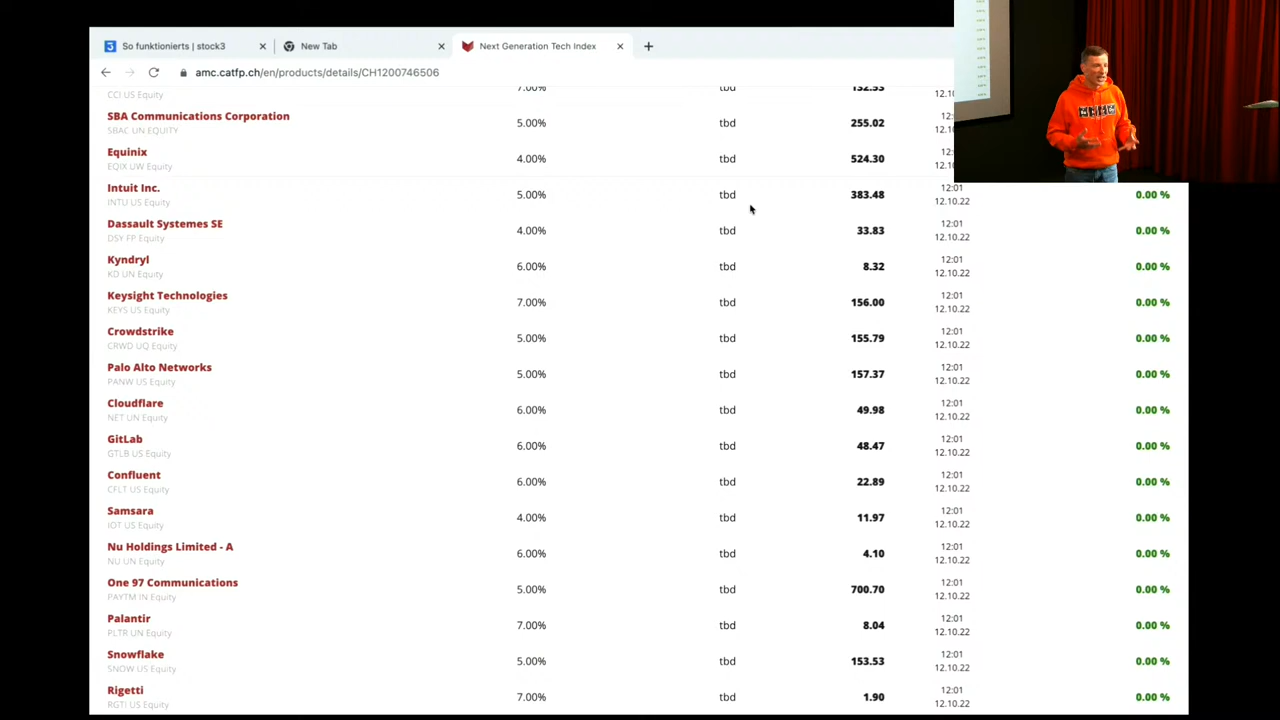 So funktionierts | stock3
New Tab
Next Generation Tech Index
amc.catfp.ch/en/products/details/CH1200746506
CCI US Equity 7.00% tbd 132.53 12.10
SBA Communications Corporation 5.00% tbd 255.02 12:
SBAC UN EQUITY 12.10
Equinix 4.00% tbd 524.30 12:
EQIX UW Equity 12.10
Intuit Inc. 5.00% tbd 383.48 12:01 0.00 %
INTU US Equity 12.10.22
Dassault Systemes SE 4.00% tbd 33.83 12:01 0.00 %
DSY FP Equity 12.10.22
Kyndryl 6.00% tbd 8.32 12:01 0.00 %
KD UN Equity 12.10.22
Keysight Technologies 7.00% tbd 156.00 12:01 0.00 %
KEYS US Equity 12.10.22
Crowdstrike 5.00% tbd 155.79 12:01 0.00 %
CRWD UQ Equity 12.10.22
Palo Alto Networks 5.00% tbd 157.37 12:01 0.00 %
PANW US Equity 12.10.22
Cloudflare 6.00% tbd 49.98 12:01 0.00 %
NET UN Equity 12.10.22
GitLab 6.00% tbd 48.47 12:01 0.00 %
GTLB US Equity 12.10.22
Confluent 6.00% tbd 22.89 12:01 0.00 %
CFLT US Equity 12.10.22
Samsara 4.00% tbd 11.97 12:01 0.00 %
IOT US Equity 12.10.22
Nu Holdings Limited - A 6.00% tbd 4.10 12:01 0.00 %
NU UN Equity 12.10.22
One 97 Communications 5.00% tbd 700.70 12:01 0.00 %
PAYTM IN Equity 12.10.22
Palantir 7.00% tbd 8.04 12:01 0.00 %
PLTR UN Equity 12.10.22
Snowflake 5.00% tbd 153.53 12:01 0.00 %
SNOW US Equity 12.10.22
Rigetti 7.00% tbd 1.90 12:01 0.00 %
RGTI US Equity 12.10.22